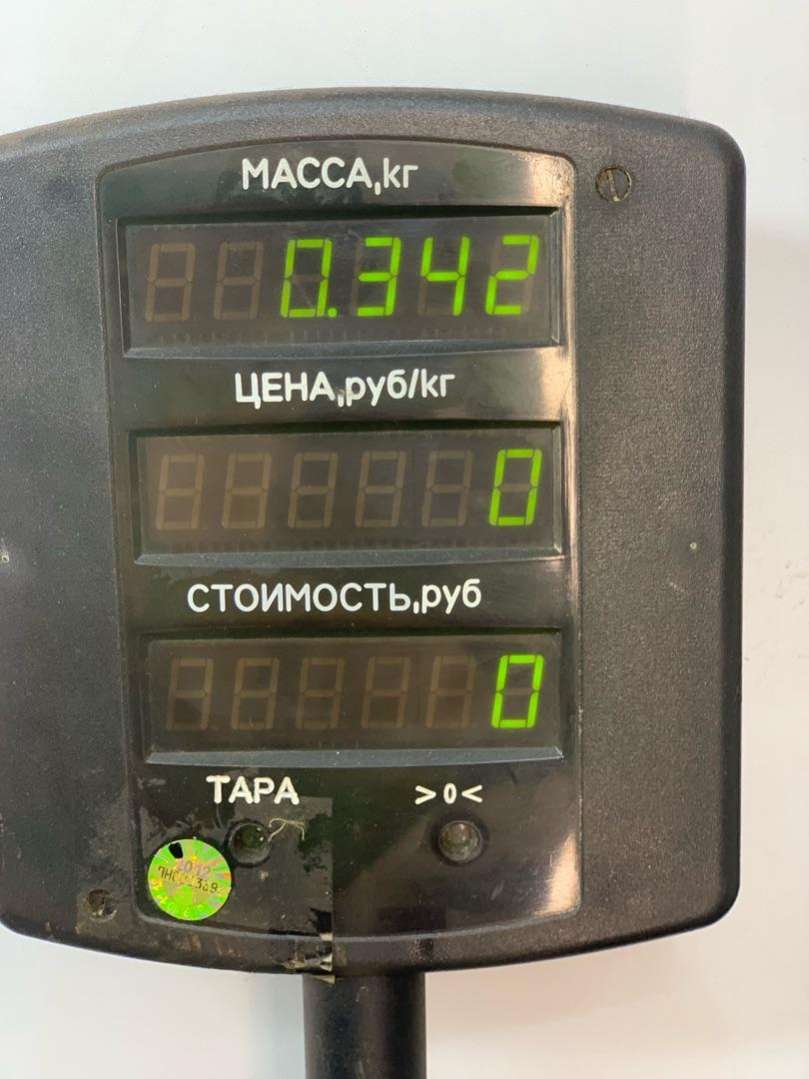 МАССА,кг
0.342
ЦЕНА,руб/кг
0
СТОИМОСТЬ,руб
0
ТАРА >0<